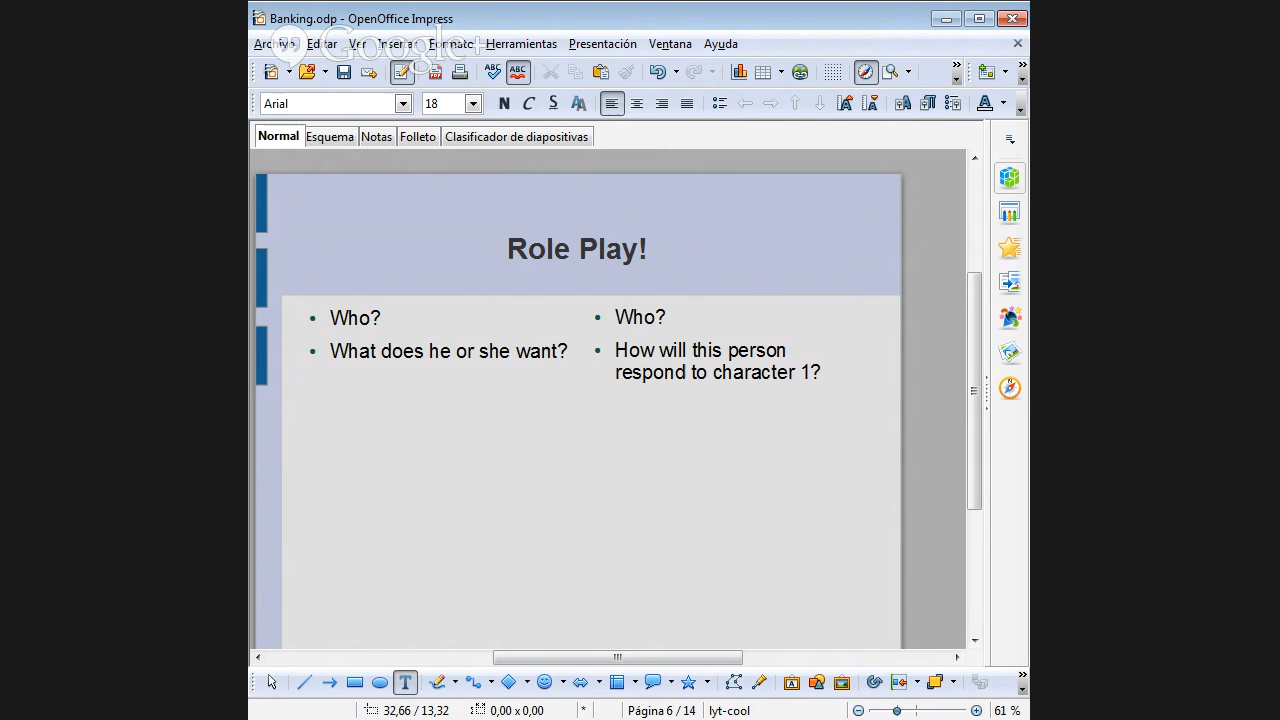 Banking.odp - OpenOffice Impress
Google+
Archivo Editar Ver Insertar Formato Herramientas Presentación Ventana Ayuda
Arial 18 N C S
Normal Esquema Notas Folleto Clasificador de diapositivas
Role Play!
• Who?
• What does he or she want?
• Who?
• How will this person
respond to character 1?
32,66 / 13,32 0,00 x 0,00 * Página 6 / 14 lyt-cool 61 %